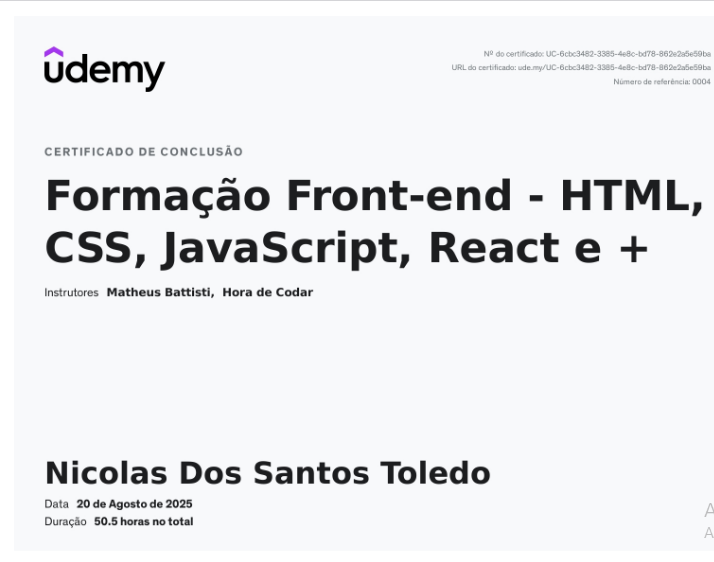 udemy
Nº do certificado: UC-6cbc3482-3385-4e8c-bd78-862e2a5e59ba
URL do certificado: ude.my/UC-6cbc3482-3385-4e8c-bd78-862e2a5e59ba
Número de referência: 0004
CERTIFICADO DE CONCLUSÃO
Formação Front-end - HTML,
CSS, JavaScript, React e +
Instrutores Matheus Battisti, Hora de Codar
Nicolas Dos Santos Toledo
Data 20 de Agosto de 2025
Duração 50.5 horas no total